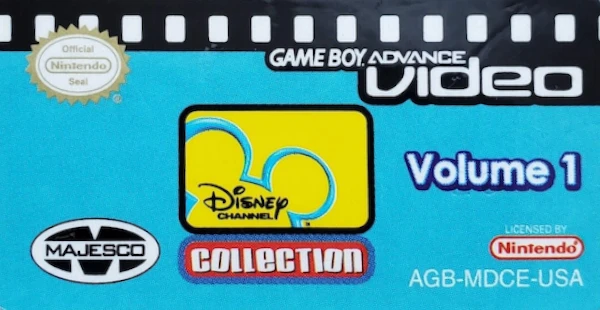 Official
Nintendo
Seal
GAME BOY ADVANCE
Video
Disney
CHANNEL
Collection
Volume 1
MAJESCO
LICENSED BY
Nintendo
AGB-MDCE-USA